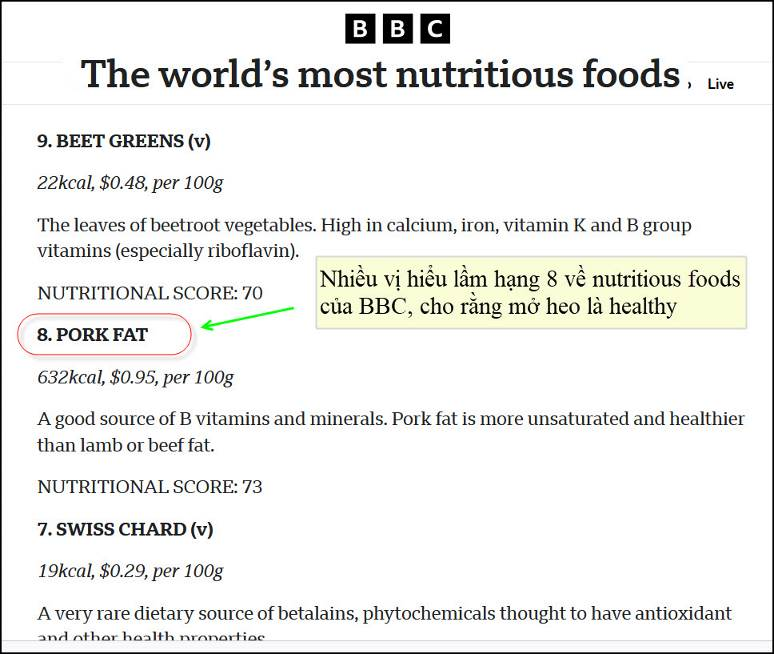 BBC
The world's most nutritious foods
Live
9. BEET GREENS (v)
22kcal, $0.48, per 100g
The leaves of beetroot vegetables. High in calcium, iron, vitamin K and B group
vitamins (especially riboflavin).
NUTRITIONAL SCORE: 70
Nhiều vị hiểu lầm hạng 8 về nutritious foods
của BBC, cho rằng mở heo là healthy
8. PORK FAT
632kcal, $0.95, per 100g
A good source of B vitamins and minerals. Pork fat is more unsaturated and healthier
than lamb or beef fat.
NUTRITIONAL SCORE: 73
7. SWISS CHARD (v)
19kcal, $0.29, per 100g
A very rare dietary source of betalains, phytochemicals thought to have antioxidant
and other health properties